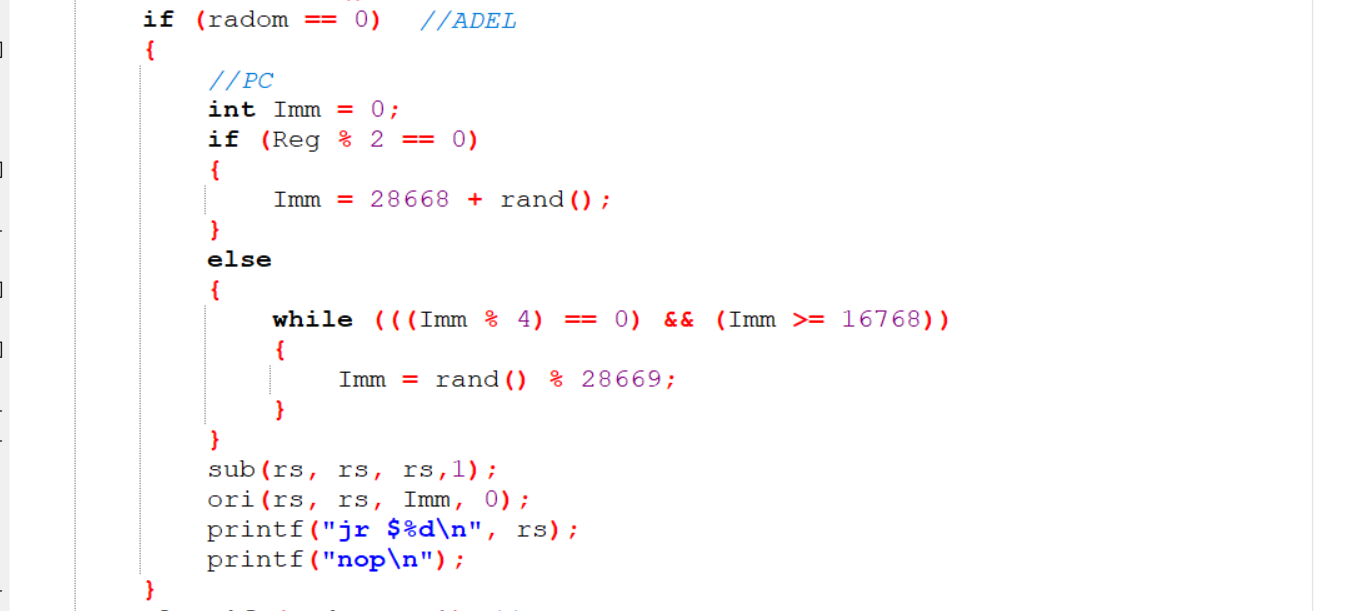 if (radom == 0)  //ADEL
{
//PC
int Imm = 0;
if (Reg % 2 == 0)
{
Imm = 28668 + rand();
}
else
{
while (((Imm % 4) == 0) && (Imm >= 16768))
{
Imm = rand() % 28669;
}
}
sub(rs, rs, rs,1);
ori(rs, rs, Imm, 0);
printf("jr $%d\n", rs);
printf("nop\n");
}